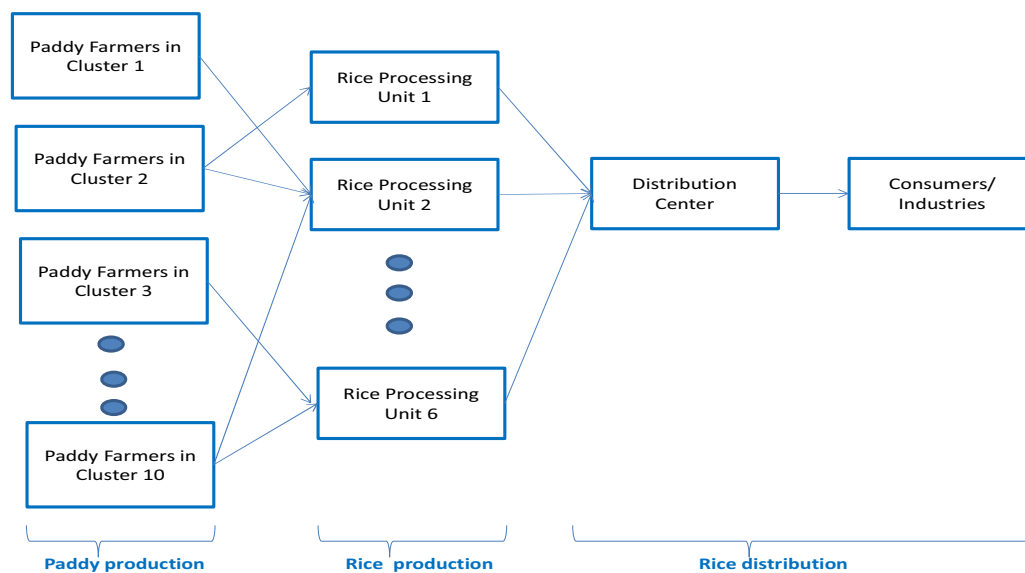 Paddy Farmers in
Cluster 1
Paddy Farmers in
Cluster 2
Paddy Farmers in
Cluster 3
Paddy Farmers in
Cluster 10
Rice Processing
Unit 1
Rice Processing
Unit 2
Rice Processing
Unit 6
Distribution
Center
Consumers/
Industries
Paddy production
Rice production
Rice distribution